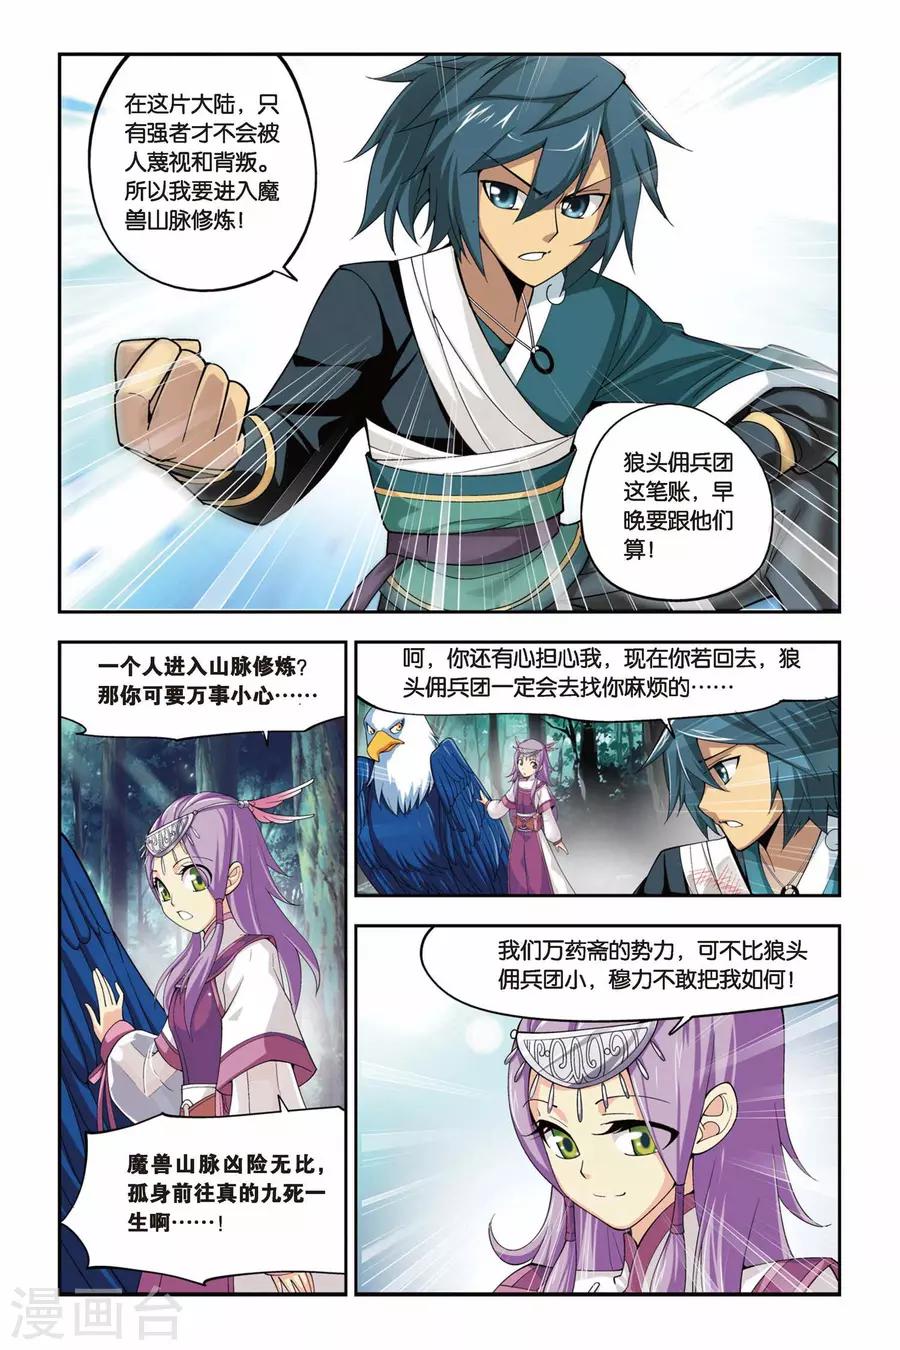 在这片大陆，只
有强者才不会被
人蔑视和背叛。
所以我要进入魔
兽山脉修炼！
狼头佣兵团
这笔账，早
晚要跟他们
算！
一个人进入山脉修炼？
那你可要万事小心……
魔兽山脉凶险无比，
孤身前往真的九死一
生啊……！
呵，你还有心担心我，现在你若回去，狼
头佣兵团一定会去找你麻烦的……
我们万药斋的势力，可不比狼头
佣兵团小，穆力不敢把我如何！
漫画台